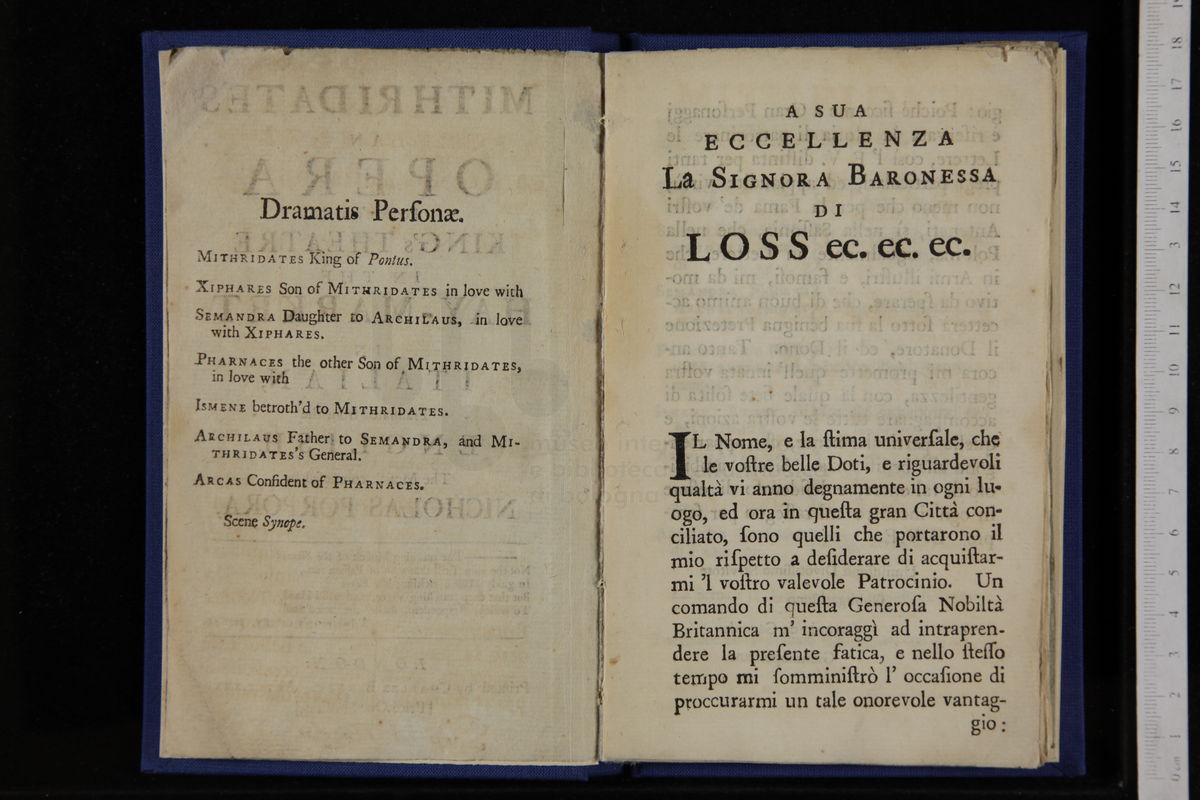 Dramatis Perſonæ.
MITHRIDATES King of Pontus.
XIPHARES Son of MITHRIDATES in love with
SEMANDRA Daughter to ARCHILAUS, in love
with XIPHARES.
PHARNACES the other Son of MITHRIDATES,
in love with
ISMENE betroth'd to MITHRIDATES.
ARCHILAUS Father to SEMANDRA, and MI-
THRIDATES's General.
ARCAS Confident of PHARNACES.
Scene Synope.
A SUA
ECCELLENZA
La SIGNORA BARONESSA
DI
LOSS ec. ec. ec.
IL Nome, e la ſtima univerſale, che
le voſtre belle Doti, e riguardevoli
qualtà vi anno degnamente in ogni lu-
ogo, ed ora in queſta gran Città con-
ciliato, ſono quelli che portarono il
mio riſpetto a deſiderare di acquiſtar-
mi 'l voſtro valevole Patrocinio. Un
comando di queſta Generoſa Nobiltà
Britannica m' incoraggì ad intrapren-
dere la preſente fatica, e nello ſteſſo
tempo mi ſomminiſtrò l' occaſione di
proccurarmi un tale onorevole vantag-
gio: